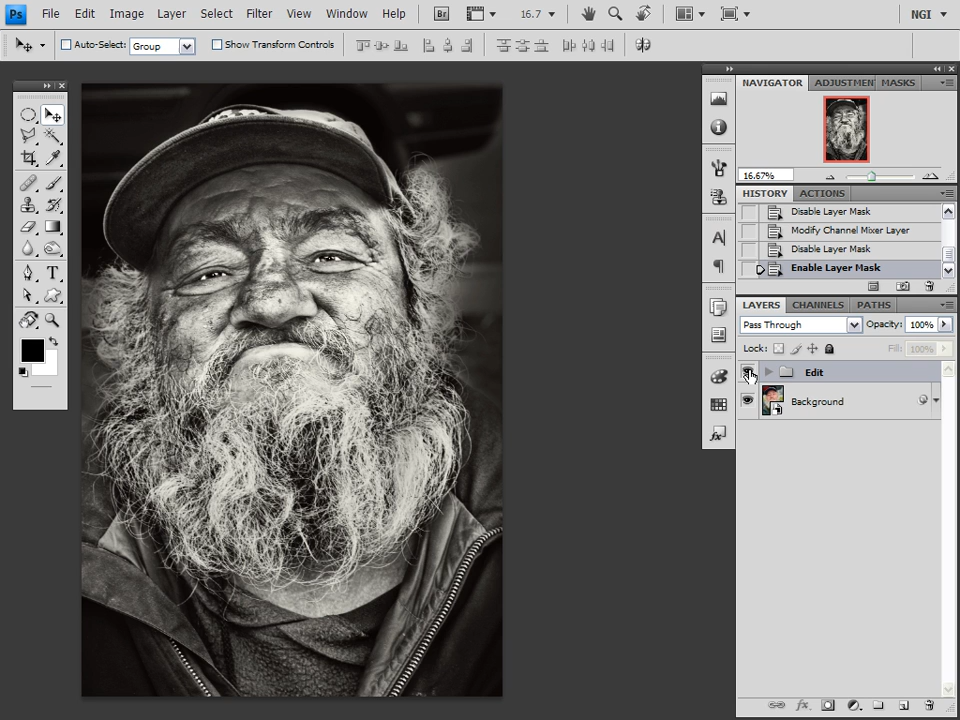 Ps File Edit Image Layer Select Filter View Window Help Br 16.7 NGI
Auto-Select: Group Show Transform Controls
NAVIGATOR ADJUSTMEN MASKS
16.67%
HISTORY ACTIONS
Disable Layer Mask
Modify Channel Mixer Layer
Disable Layer Mask
Enable Layer Mask
LAYERS CHANNELS PATHS
Pass Through Opacity: 100%
Lock: Fill: 100%
Edit
Background